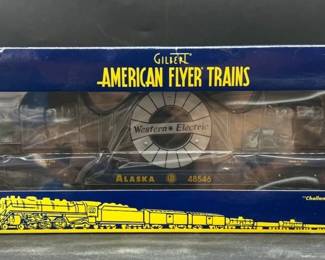 GILBERT
AMERICAN FLYER TRAINS
Western Electric
ALASKA 48546